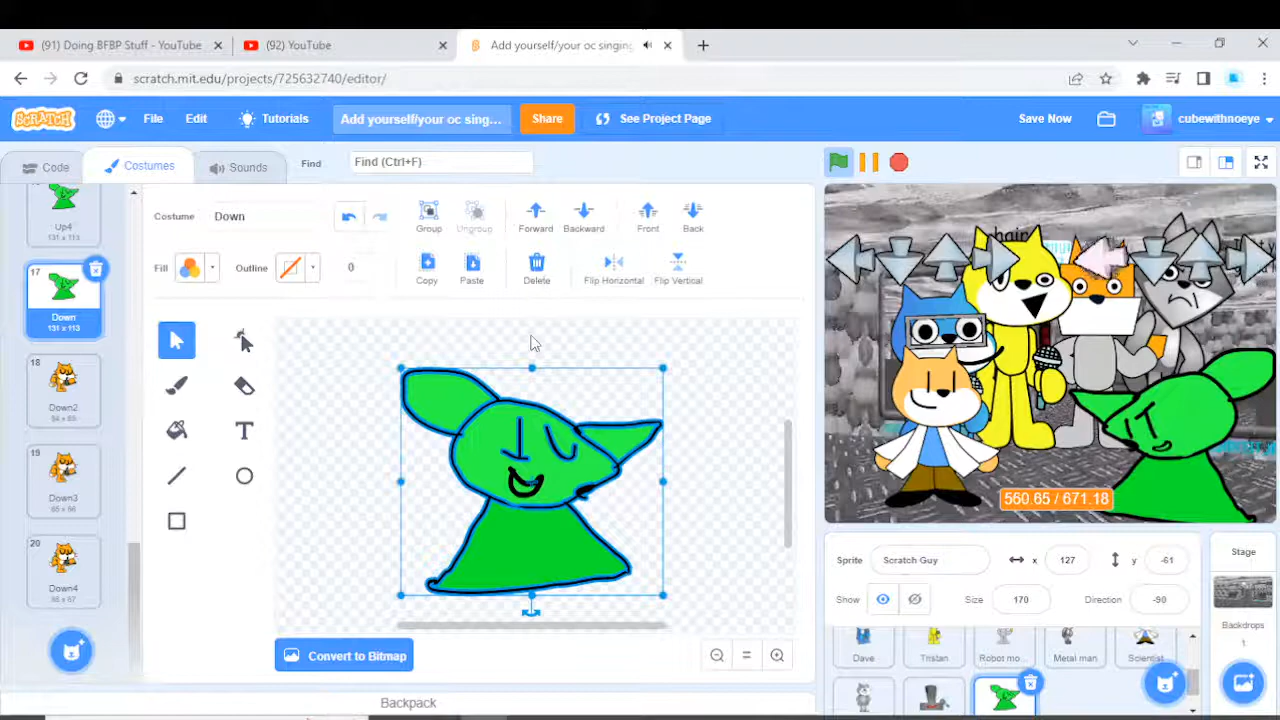 (91) Doing BFBP Stuff - YouTube
(92) YouTube
Add yourself/your oc singing
scratch.mit.edu/projects/725632740/editor/
SCRATCH
File
Edit
Tutorials
Add yourself/your oc sing...
Share
See Project Page
Save Now
cubewithnoeye
Code
Costumes
Sounds
Find
Find (Ctrl+F)
Up4
131 x 113
17
Down
131 x 113
18
Down2
19
Down3
20
Down4
Costume
Down
Group
Ungroup
Forward
Backward
Front
Back
Fill
Outline
0
Copy
Paste
Delete
Flip Horizontal
Flip Vertical
Convert to Bitmap
Backpack
hair
560.65 / 671.18
Sprite
Scratch Guy
x
127
y
-61
Show
Size
170
Direction
-90
Dave
Tristan
Robot mo...
Metal man
Scientist
Stage
Backdrops
1